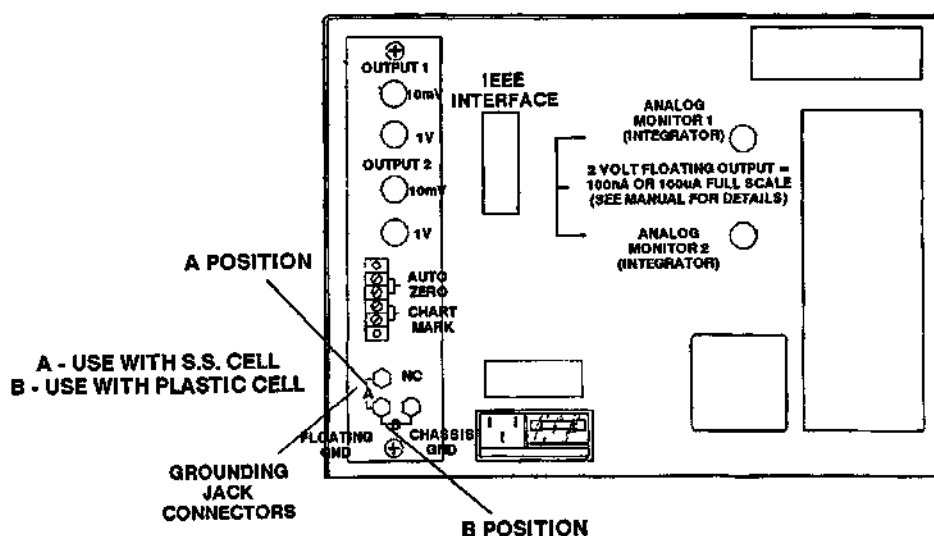 OUTPUT 1
10mV
1V
OUTPUT 2
10mV
1V
AUTO
ZERO
CHART
MARK
NC
A
B
FLOATING
GND
CHASSIS
GND
IEEE
INTERFACE
ANALOG
MONITOR 1
(INTEGRATOR)
2 VOLT FLOATING OUTPUT =
100nA OR 100uA FULL SCALE
(SEE MANUAL FOR DETAILS)
ANALOG
MONITOR 2
(INTEGRATOR)
A POSITION
A - USE WITH S.S. CELL
B - USE WITH PLASTIC CELL
GROUNDING
JACK
CONNECTORS
B POSITION